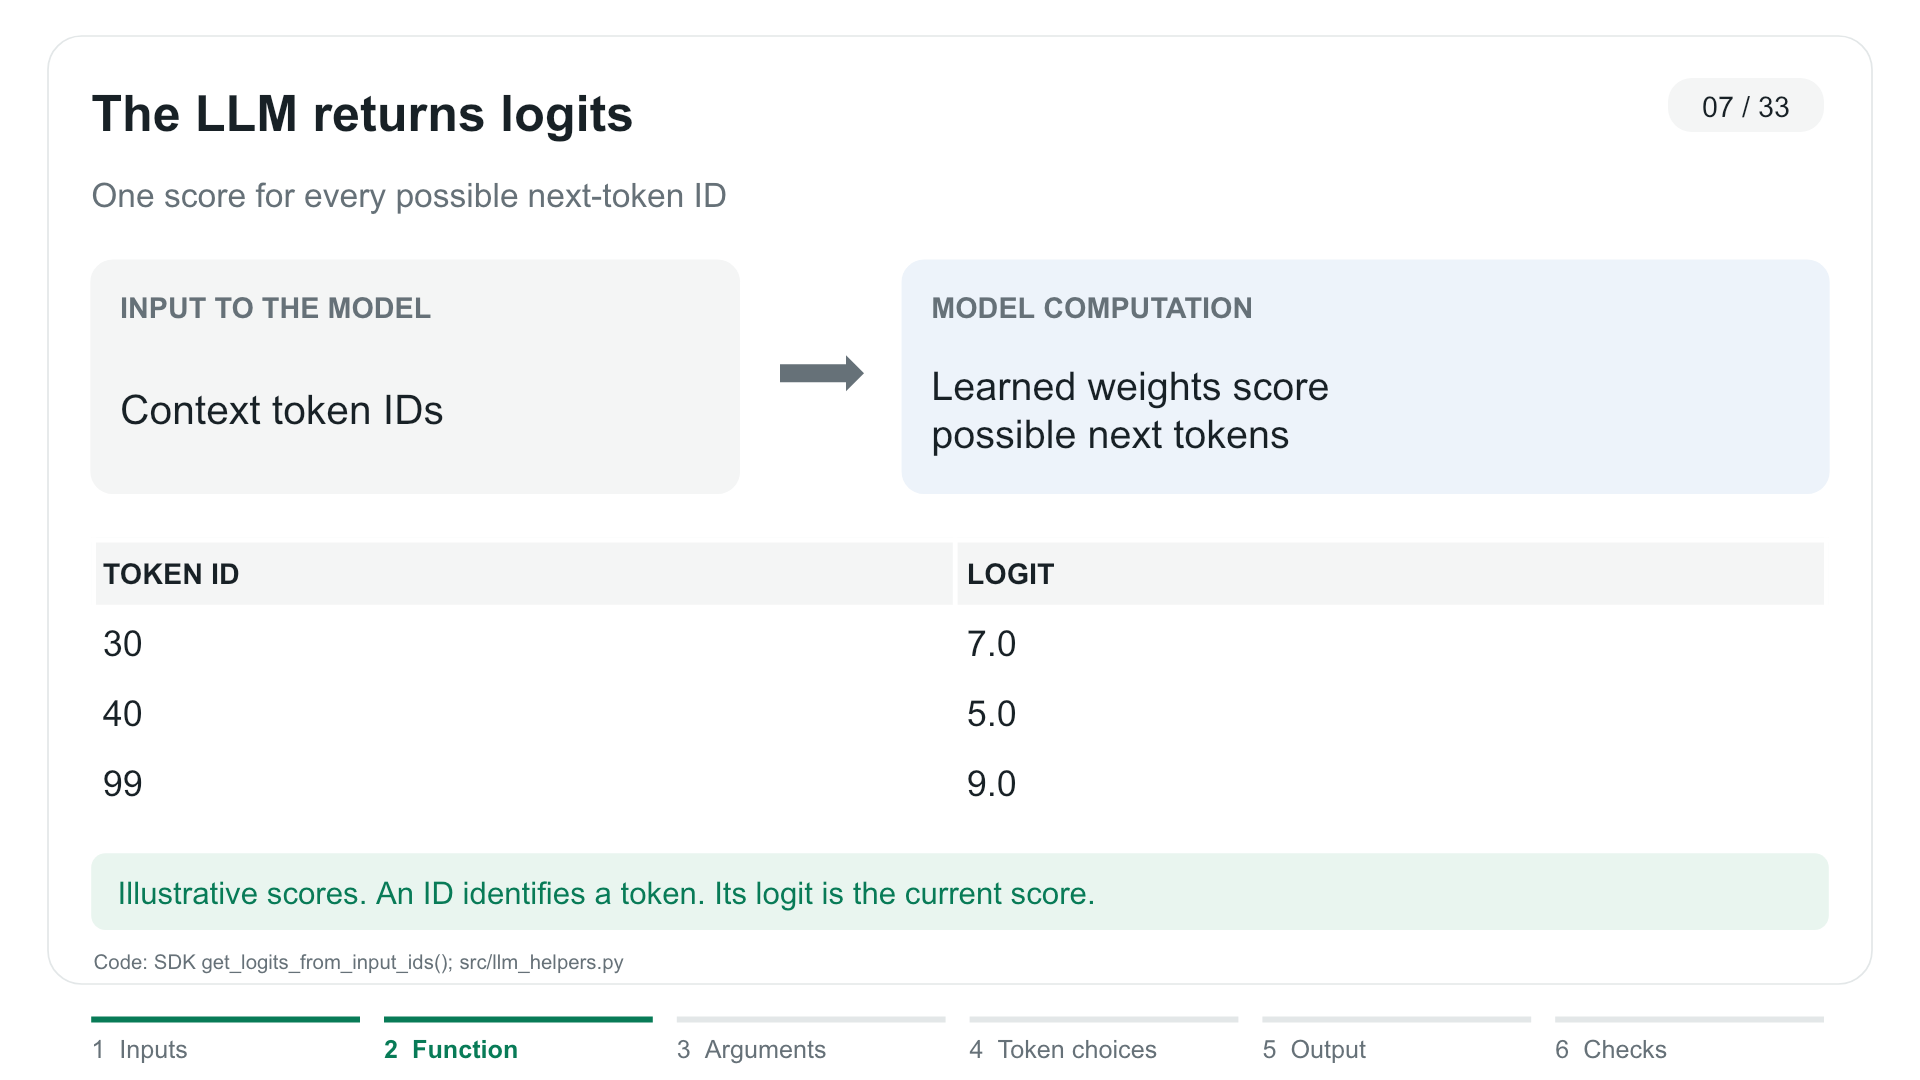 The LLM returns logits
07 / 33
One score for every possible next-token ID
INPUT TO THE MODEL
Context token IDs
MODEL COMPUTATION
Learned weights score
possible next tokens
TOKEN ID
LOGIT
30
7.0
40
5.0
99
9.0
Illustrative scores. An ID identifies a token. Its logit is the current score.
Code: SDK get_logits_from_input_ids(); src/llm_helpers.py
1 Inputs
2 Function
3 Arguments
4 Token choices
5 Output
6 Checks